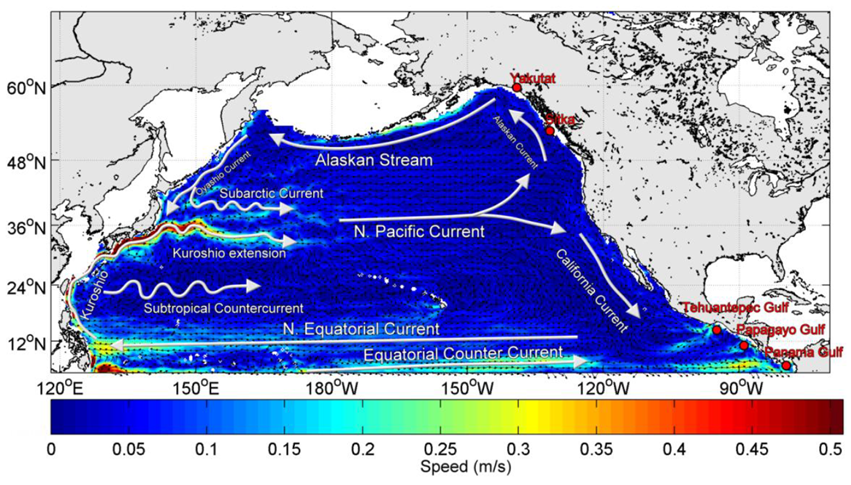 60°N
48°N
36°N
24°N
12°N
Yakutat
Sitka
Alaskan Current
Alaskan Stream
Oyashio Current
Subarctic Current
N. Pacific Current
Kuroshio extension
Kuroshio
California Current
Subtropical Countercurrent
Tehuantepec Gulf
N. Equatorial Current
Papagayo Gulf
Equatorial Counter Current
Panama Gulf
120°E 150°E 180°W 150°W 120°W 90°W
0 0.05 0.1 0.15 0.2 0.25 0.3 0.35 0.4 0.45 0.5
Speed (m/s)